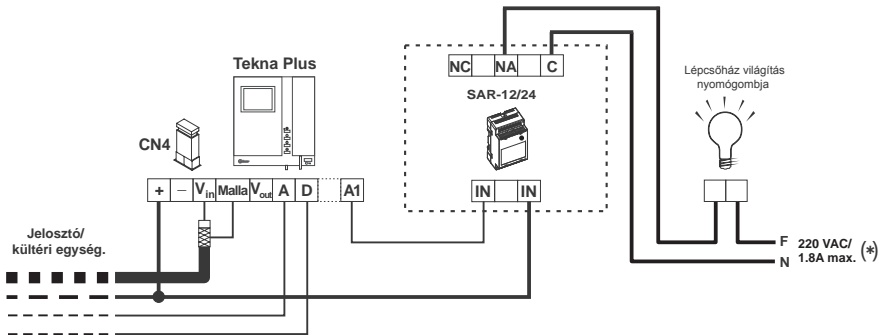 NC NA C
Tekna Plus
SAR-12/24
Lépcsőház világítás
nyomógombja
CN4
+ – Vin Malla Vout A D A1
IN IN
Jelosztó/
kültéri egység.
F 220 VAC/
N 1.8A max. (*)